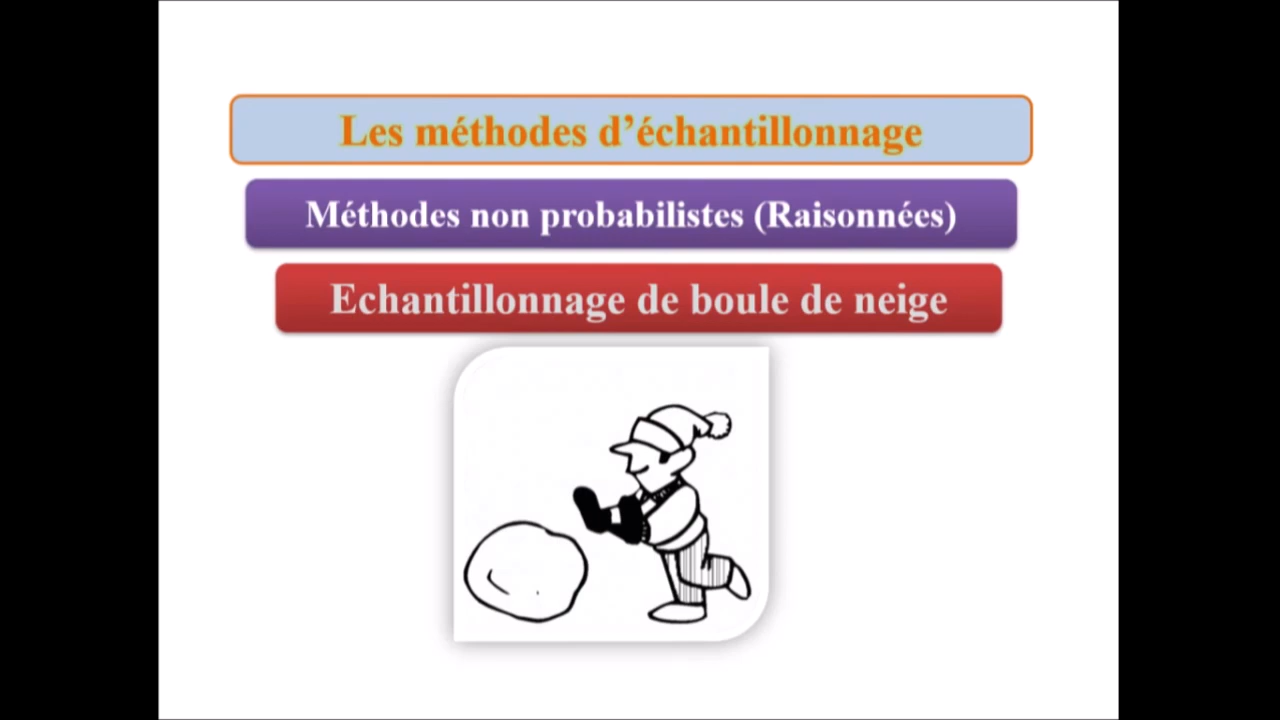 Les méthodes d’échantillonnage
Méthodes non probabilistes (Raisonnées)
Echantillonnage de boule de neige